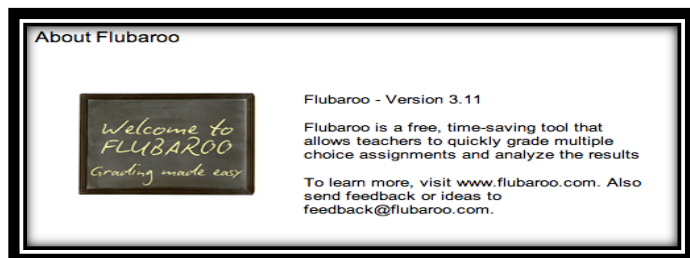 About Flubaroo
Welcome to
FLUBAROO
Grading made easy
Flubaroo - Version 3.11
Flubaroo is a free, time-saving tool that
allows teachers to quickly grade multiple
choice assignments and analyze the results
To learn more, visit www.flubaroo.com. Also
send feedback or ideas to
feedback@flubaroo.com.